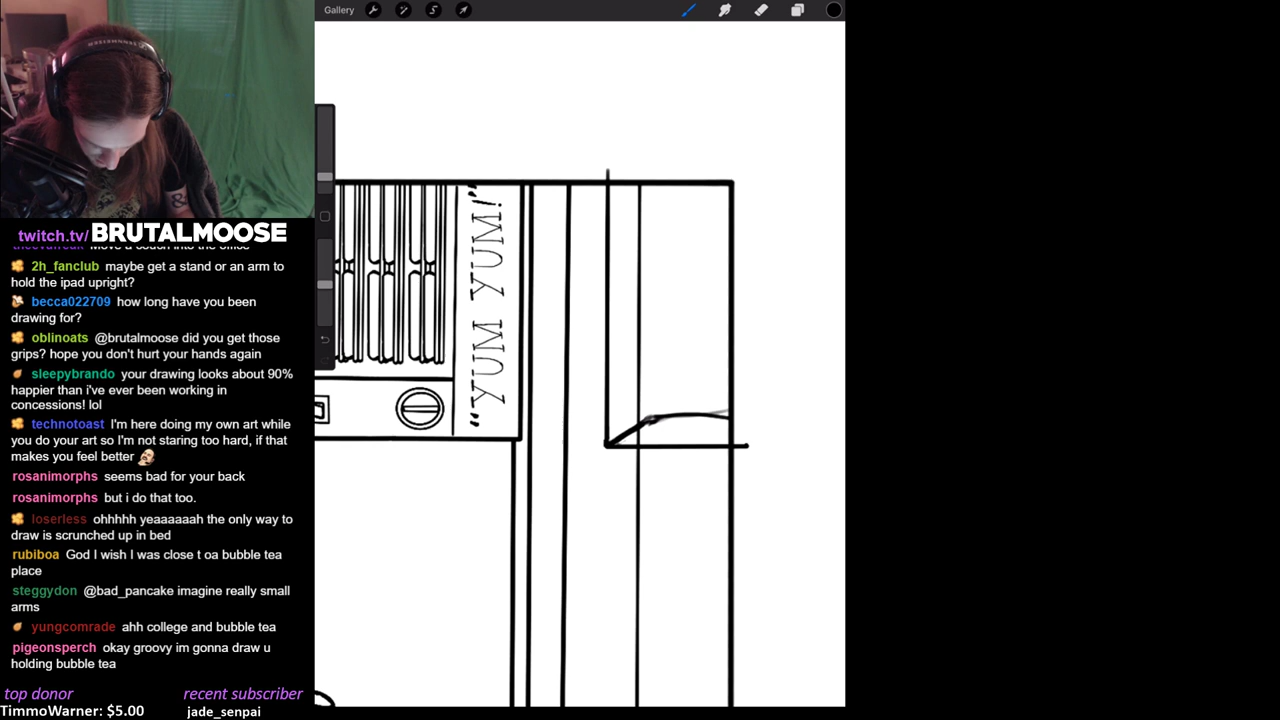 Gallery
"YUM YUM!"
twitch.tv/BRUTALMOOSE
Move a couch into the office
2h_fanclub maybe get a stand or an arm to
hold the ipad upright?
becca022709 how long have you been
drawing for?
oblinoats @brutalmoose did you get those
grips? hope you don't hurt your hands again
sleepybrando your drawing looks about 90%
happier than i've ever been working in
concessions! lol
technotoast I'm here doing my own art while
you do your art so I'm not staring too hard, if that
makes you feel better
rosanimorphs seems bad for your back
rosanimorphs but i do that too.
loserless ohhhhh yeaaaaaah the only way to
draw is scrunched up in bed
rubiboa God I wish I was close t oa bubble tea
place
steggydon @bad_pancake imagine really small
arms
yungcomrade ahh college and bubble tea
pigeonsperch okay groovy im gonna draw u
holding bubble tea
top donor
recent subscriber
TimmoWarner: $5.00
jade_senpai